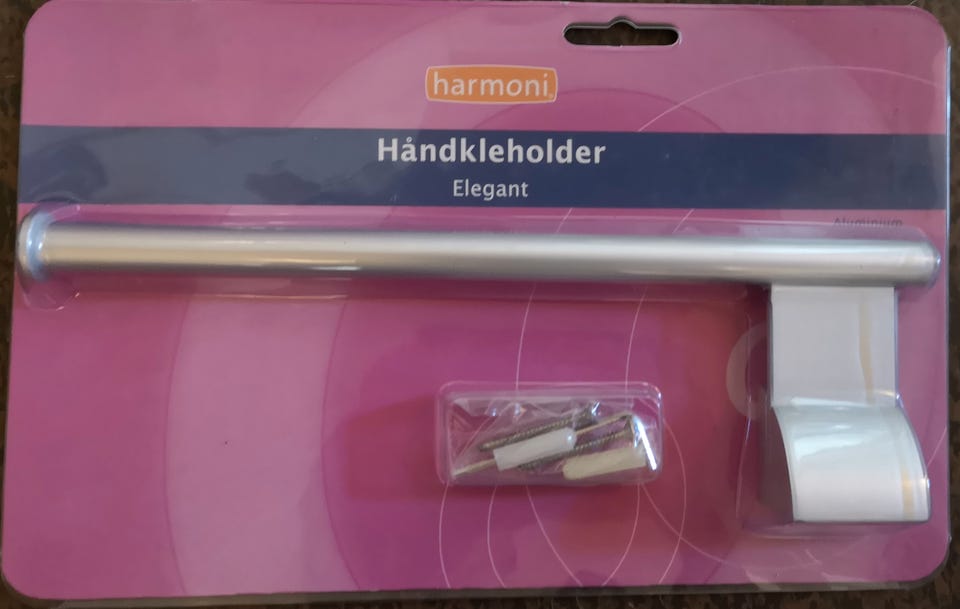 harmoni
Håndkleholder
Elegant
Aluminium